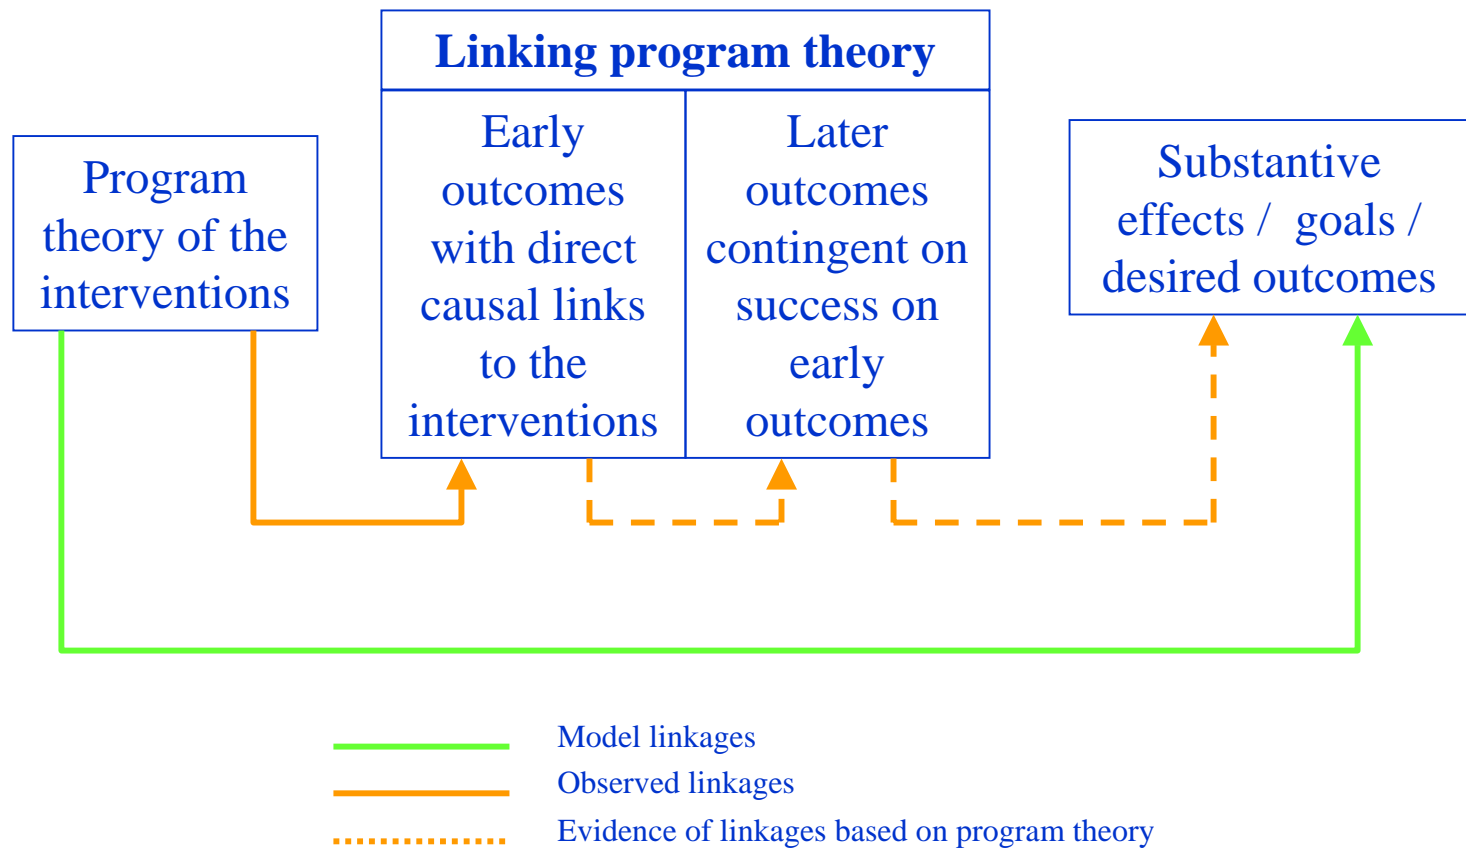 Linking program theory
Program
theory of the
interventions
Early
outcomes
with direct
causal links
to the
interventions
Later
outcomes
contingent on
success on
early
outcomes
Substantive
effects / goals /
desired outcomes
Model linkages
Observed linkages
Evidence of linkages based on program theory